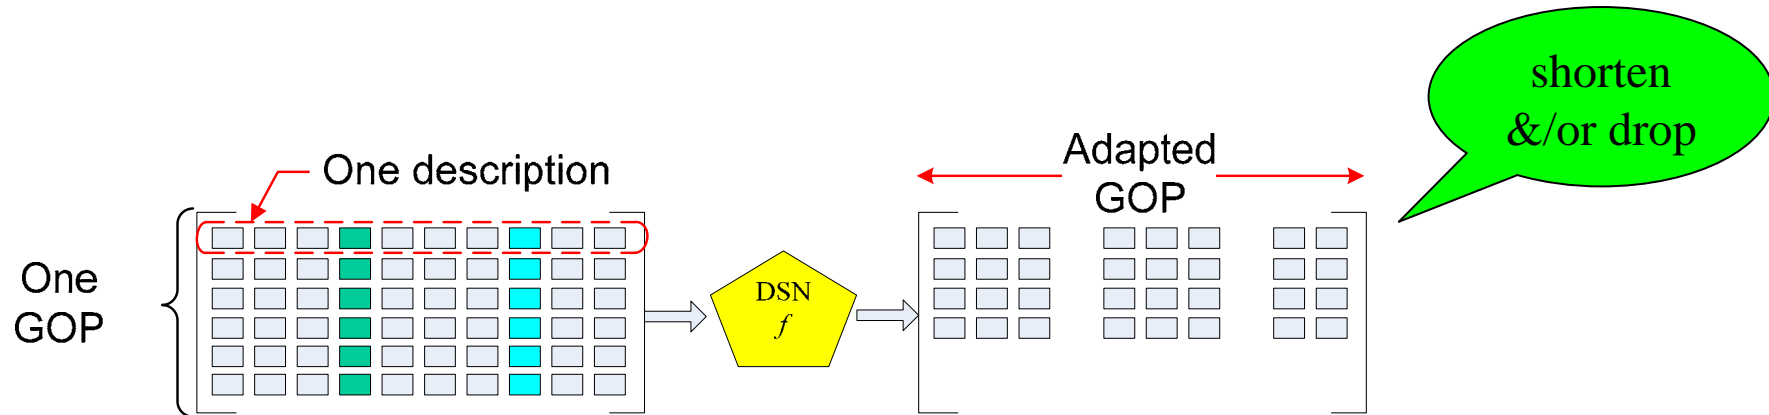 One
GOP
One description
DSN
f
Adapted
GOP
shorten
&/or drop